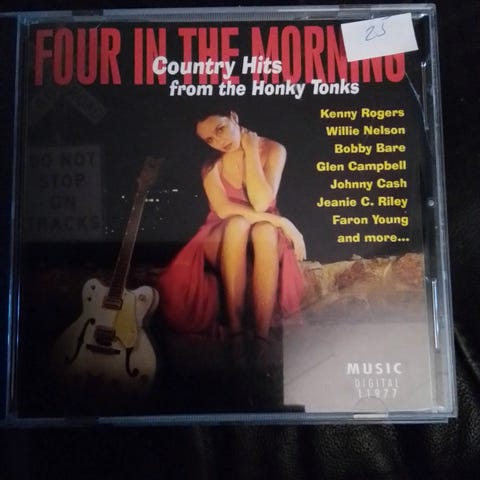 FOUR IN THE MORNING
25
Country Hits
from the Honky Tonks
Kenny Rogers
Willie Nelson
Bobby Bare
Glen Campbell
Johnny Cash
Jeanie C. Riley
Faron Young
and more...
DO NOT
STOP
ON
TRACKS
MUSIC
DIGITAL
11977